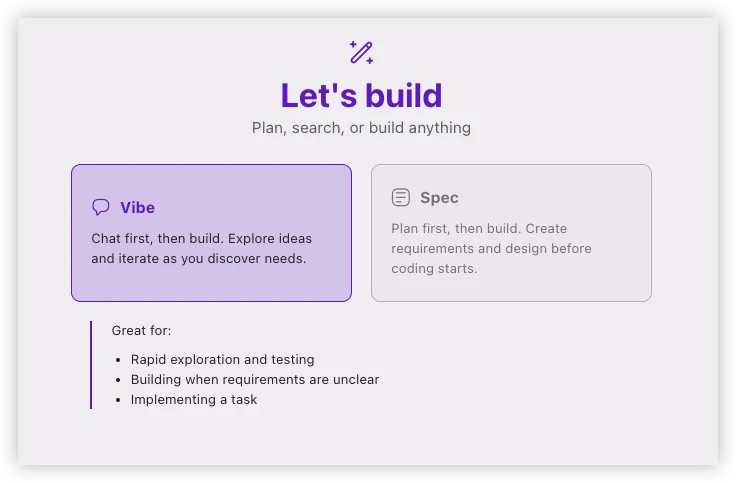 Let's build
Plan, search, or build anything
Vibe
Chat first, then build. Explore ideas
and iterate as you discover needs.
Spec
Plan first, then build. Create
requirements and design before
coding starts.
Great for:
• Rapid exploration and testing
• Building when requirements are unclear
• Implementing a task